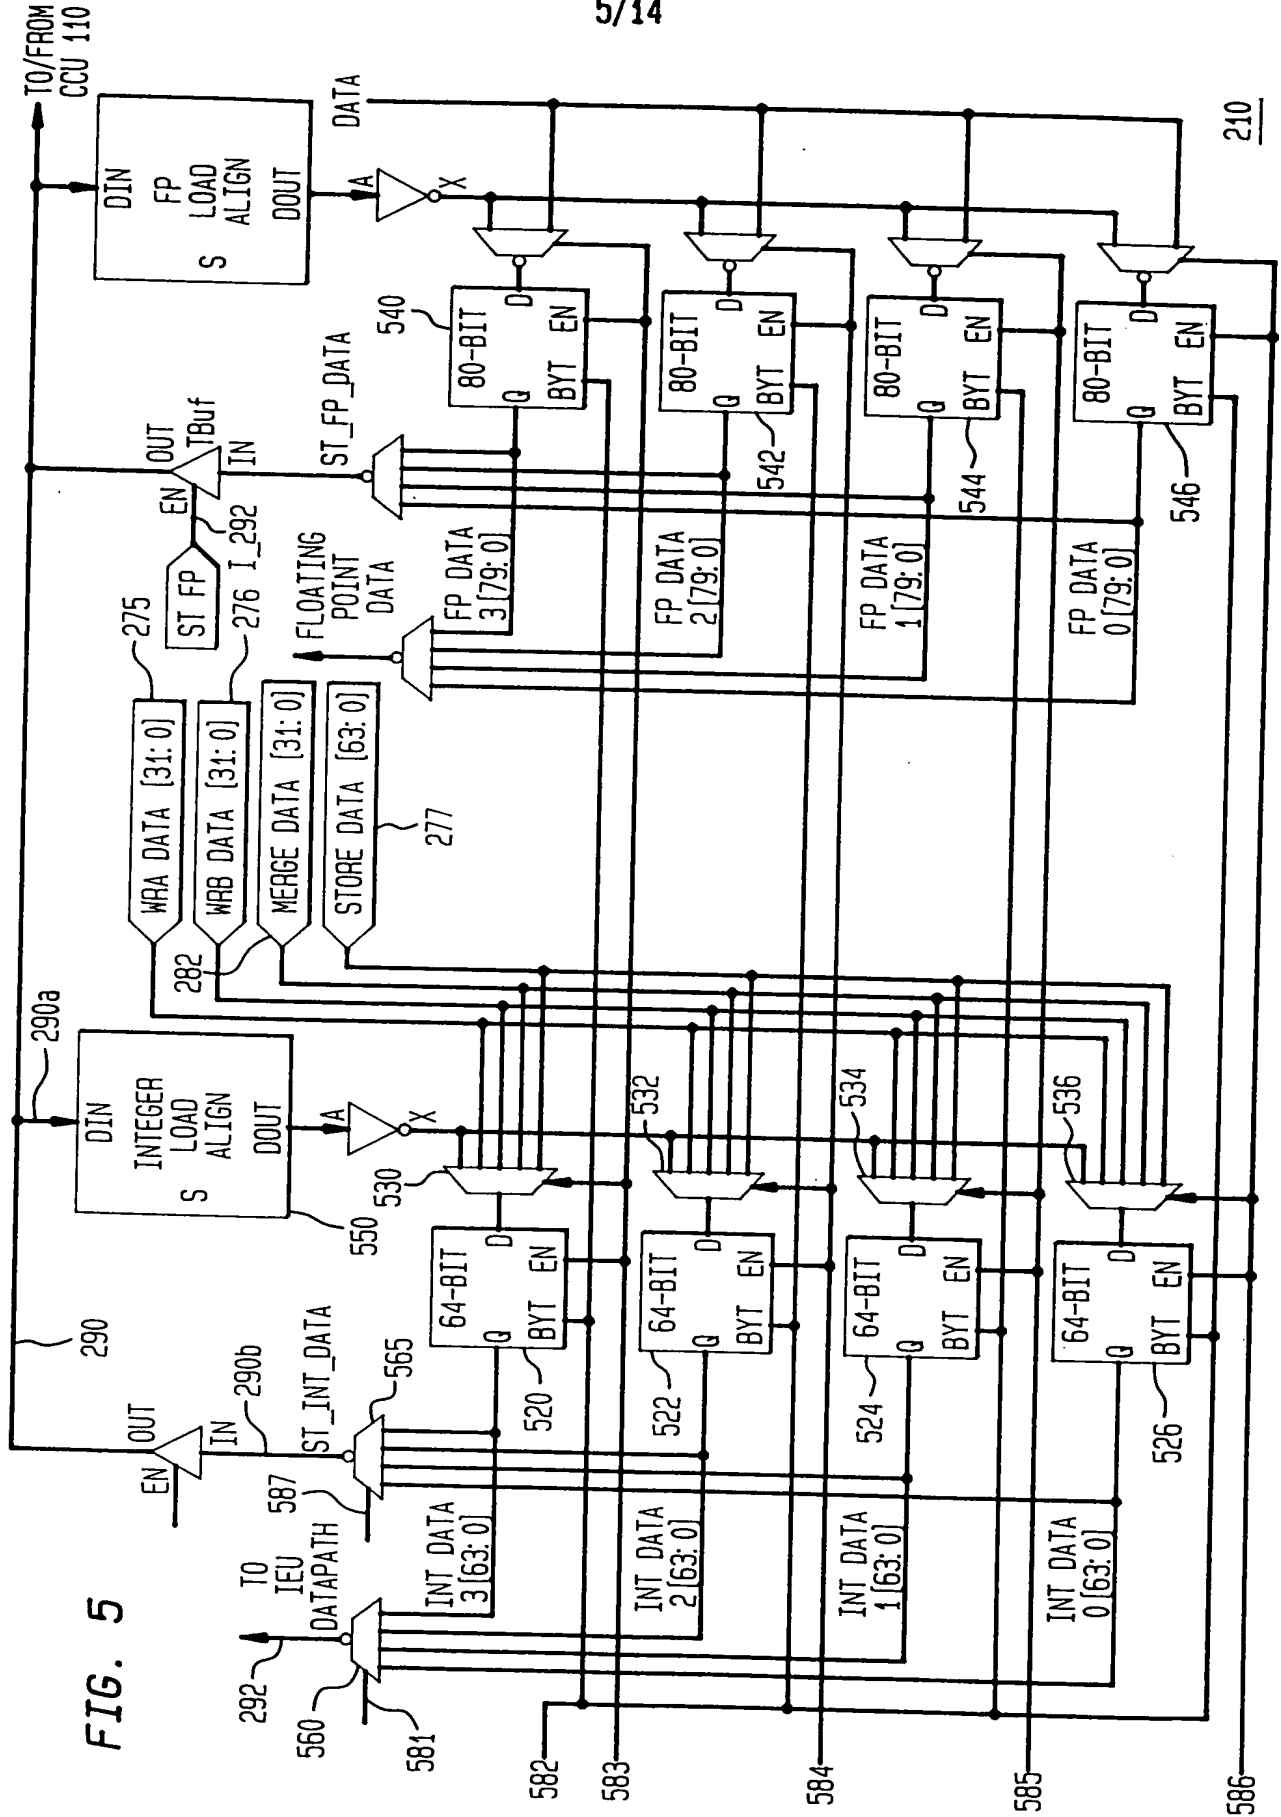 5/14
FIG. 5
TO/FROM
CCU 110
290
290a
EN
OUT
IN
290b
ST_INT_DATA
565
587
TO
IEU
DATAPATH
292
560
581
DIN
INTEGER
LOAD
ALIGN
S
DOUT
550
A
X
WRA DATA [31:0]
275
WRB DATA [31:0]
276
MERGE DATA [31:0]
282
STORE DATA [63:0]
277
ST FP
I_292
EN
OUT
TBuf
IN
ST_FP_DATA
FLOATING
POINT
DATA
DIN
FP
LOAD
ALIGN
S
DOUT
A
X
DATA
INT DATA
3[63:0]
64-BIT
Q
D
BYT
EN
520
530
FP DATA
3[79:0]
80-BIT
Q
D
BYT
EN
540
INT DATA
2[63:0]
64-BIT
Q
D
BYT
EN
522
532
FP DATA
2[79:0]
80-BIT
Q
D
BYT
EN
542
INT DATA
1[63:0]
64-BIT
Q
D
BYT
EN
524
534
FP DATA
1[79:0]
80-BIT
Q
D
BYT
EN
544
INT DATA
0[63:0]
64-BIT
Q
D
BYT
EN
526
536
FP DATA
0[79:0]
80-BIT
Q
D
BYT
EN
546
582
583
584
585
586
210